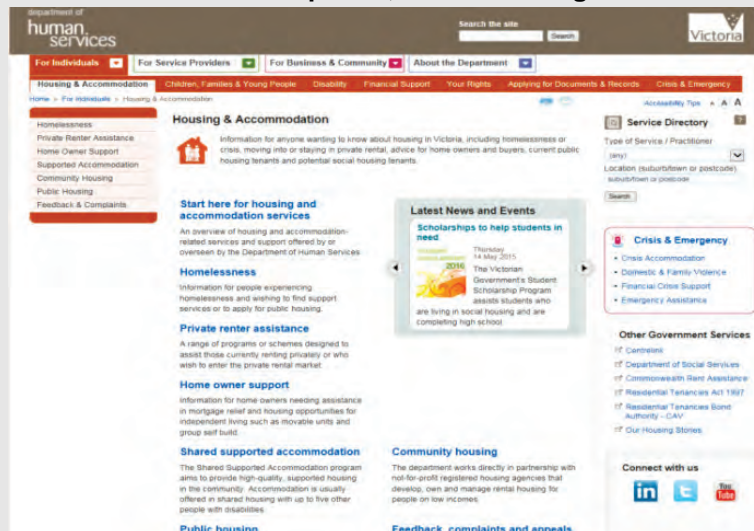 department of
human
services
Search the site
Search
Victoria
For Individuals
For Service Providers
For Business & Community
About the Department
Housing & Accommodation
Children, Families & Young People
Disability
Financial Support
Your Rights
Applying for Documents & Records
Crisis & Emergency
Home > For Individuals > Housing & Accommodation
Accessibility Tips
A A A
Homelessness
Private Renter Assistance
Home Owner Support
Supported Accommodation
Community Housing
Public Housing
Feedback & Complaints
Housing & Accommodation
Information for anyone wanting to know about housing in Victoria, including homelessness or
crisis, moving into or staying in private rental, advice for home owners and buyers, current public
housing tenants and potential social housing tenants.
Start here for housing and
accommodation services
An overview of housing and accommodation-
related services and support offered by or
overseen by the Department of Human Services
Homelessness
Information for people experiencing
homelessness and wishing to find support
services or to apply for public housing.
Private renter assistance
A range of programs or schemes designed to
assist those currently renting privately or who
wish to enter the private rental market
Home owner support
Information for home owners needing assistance
in mortgage relief and housing opportunities for
independent living such as movable units and
group self build.
Shared supported accommodation
The Shared Supported Accommodation program
aims to provide high-quality, supported housing
in the community. Accommodation is usually
offered in shared housing with up to five other
people with disabilities.
Public housing
Latest News and Events
Scholarships to help students in
need
2016
Thursday
14 May 2015
The Victorian
Government's Student
Scholarship Program
assists students who
are living in social housing and are
completing high school
Community housing
The department works directly in partnership with
not-for-profit registered housing agencies that
develop, own and manage rental housing for
people on low incomes.
Feedback, complaints and appeals
Service Directory
Type of Service / Practitioner
(any)
Location (suburb/town or postcode)
suburb/town or postcode
Search
Crisis & Emergency
Crisis Accommodation
Domestic & Family Violence
Financial Crisis Support
Emergency Assistance
Other Government Services
Centrelink
Department of Social Services
Commonwealth Rent Assistance
Residential Tenancies Act 1997
Residential Tenancies Bond
Authority - CAV
Our Housing Stories
Connect with us
in
You
Tube